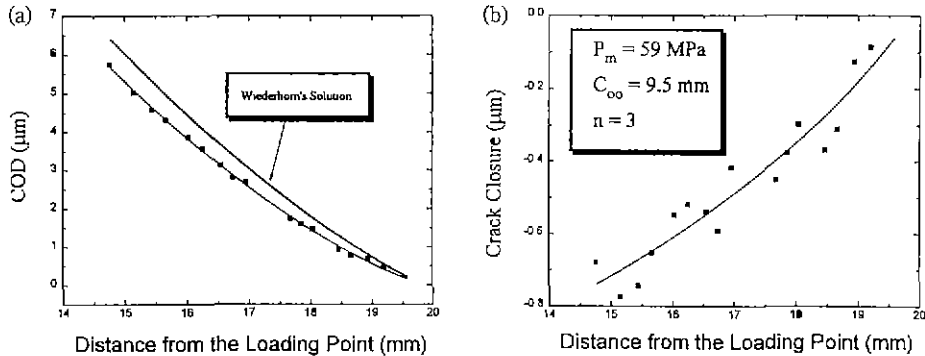 (a)
7
6
5
4
3
2
1
0
COD (μm)
Wiederhorn's Solution
14 15 16 17 18 19 20
Distance from the Loading Point (mm)
(b)
0.0
-0.2
-0.4
-0.6
-0.8
Crack Closure (μm)
Pm = 59 MPa
Coo = 9.5 mm
n = 3
14 15 16 17 18 19 20
Distance from the Loading Point (mm)